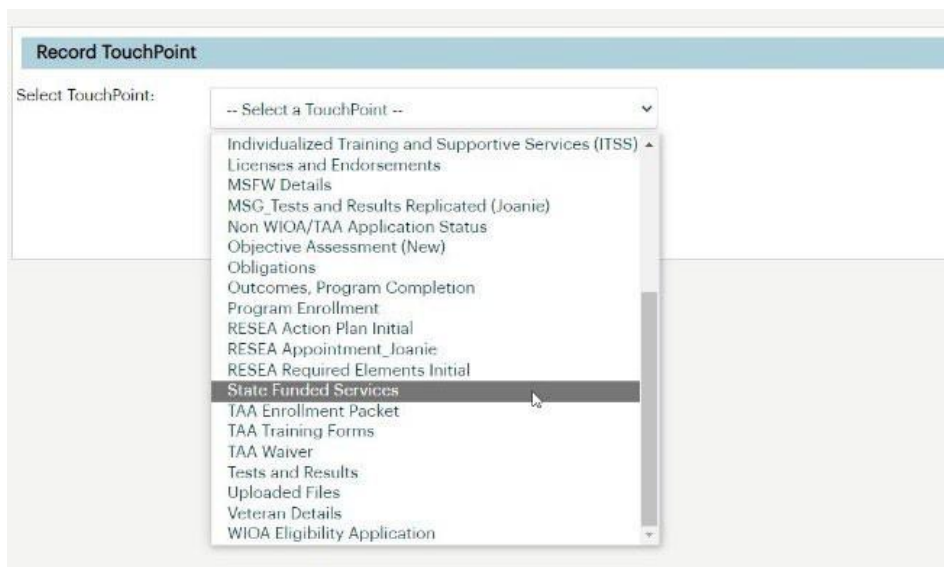 Record TouchPoint
Select TouchPoint:
-- Select a TouchPoint --
Individualized Training and Supportive Services (ITSS)
Licenses and Endorsements
MSFW Details
MSG_Tests and Results Replicated (Joanie)
Non WIOA/TAA Application Status
Objective Assessment (New)
Obligations
Outcomes, Program Completion
Program Enrollment
RESEA Action Plan Initial
RESEA Appointment_Joanie
RESEA Required Elements Initial
State Funded Services
TAA Enrollment Packet
TAA Training Forms
TAA Waiver
Tests and Results
Uploaded Files
Veteran Details
WIOA Eligibility Application